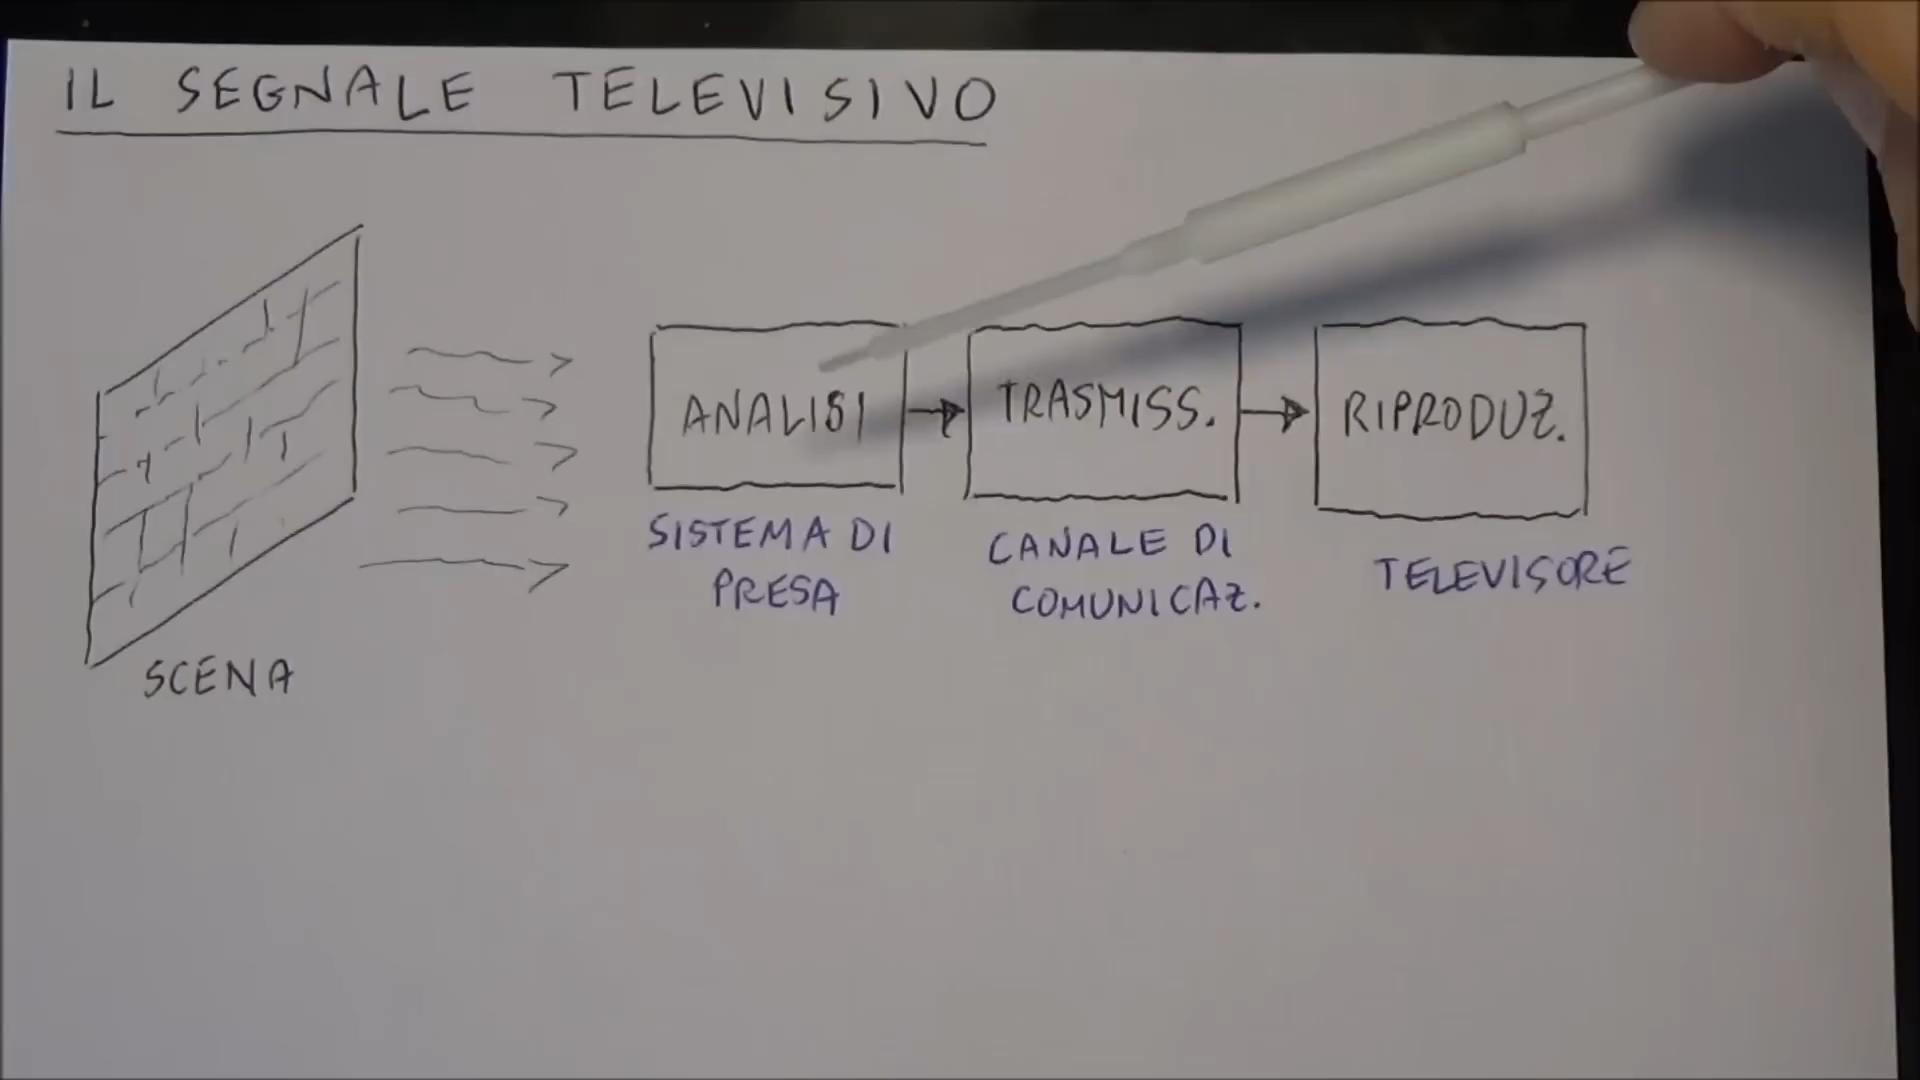 IL SEGNALE TELEVISIVO
ANALISI
TRASMISS.
RIPRODUZ.
SISTEMA DI
PRESA
CANALE DI
COMUNICAZ.
TELEVISORE
SCENA